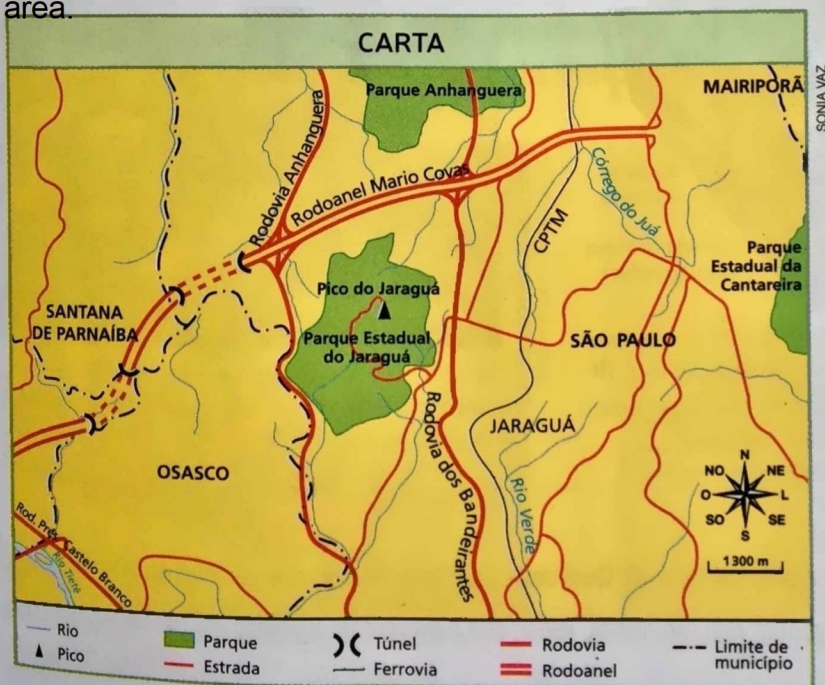 área.
CARTA
SONIA VAZ
Parque Anhanguera
MAIRIPORÃ
Rodovia Anhanguera
Rodoanel Mario Covas
Córrego do Juá
CPTM
Parque
Estadual da
Cantareira
Pico do Jaraguá
SANTANA
DE PARNAÍBA
Parque Estadual
do Jaraguá
SÃO PAULO
JARAGUÁ
Rodovia dos Bandeirantes
OSASCO
Rio Verde
N
NO NE
O L
SO SE
S
1300 m
Rod. Pres. Castelo Branco
Rio Tietê
Rio
Pico
Parque
Estrada
Túnel
Ferrovia
Rodovia
Rodoanel
Limite de
município